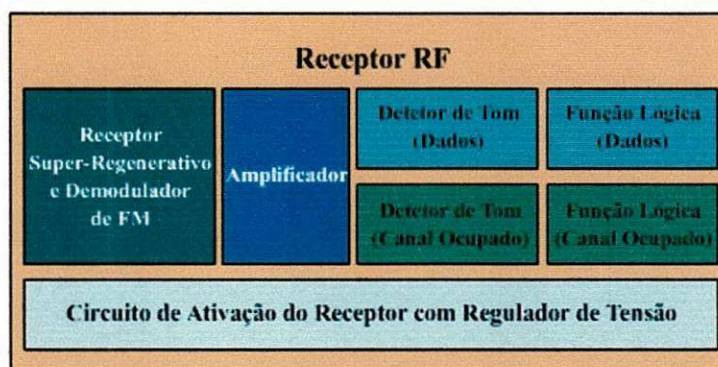 Receptor RF
Receptor
Super-Regenerativo
e Demodulador
de FM
Amplificador
Detetor de Tom
(Dados)
Função Lógica
(Dados)
Detetor de Tom
(Canal Ocupado)
Função Lógica
(Canal Ocupado)
Circuito de Ativação do Receptor com Regulador de Tensão